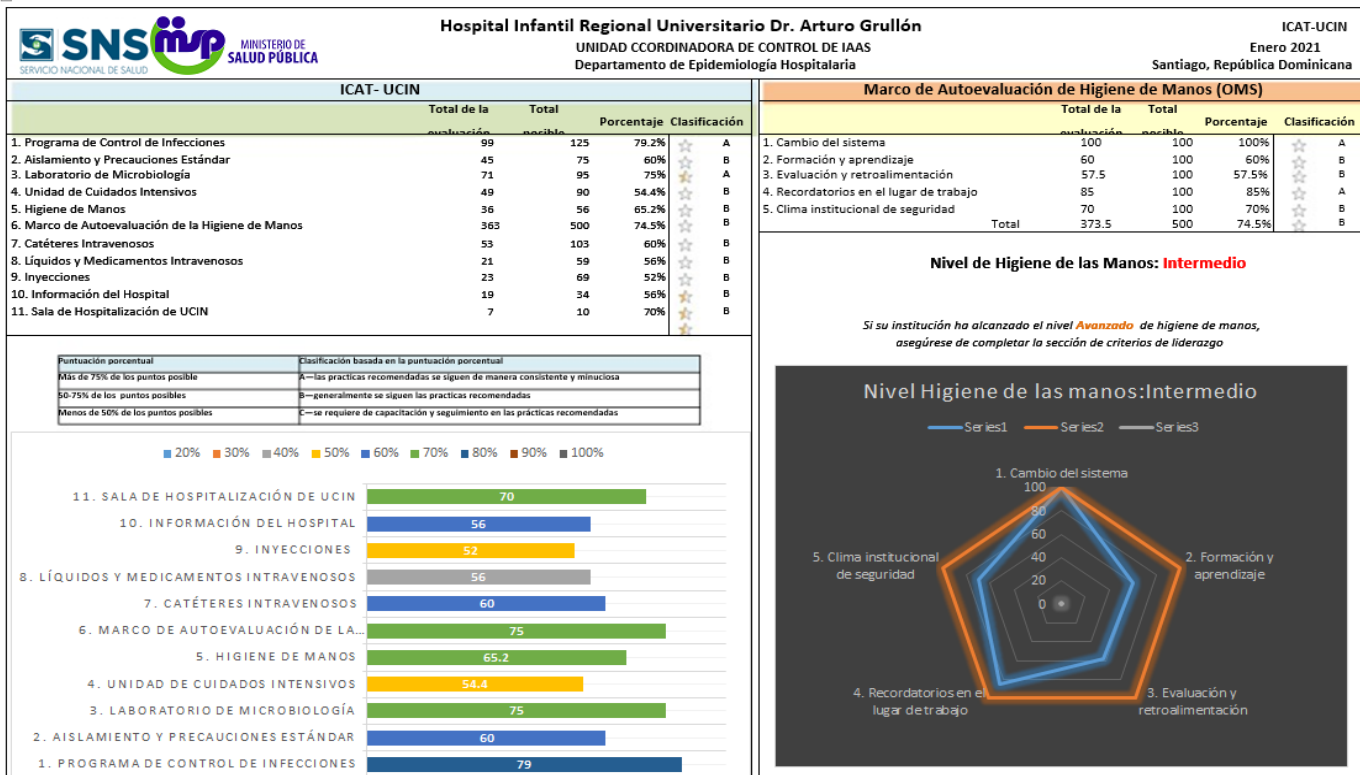 SNS
SERVICIO NACIONAL DE SALUD
msp
MINISTERIO DE
SALUD PÚBLICA
Hospital Infantil Regional Universitario Dr. Arturo Grullón
UNIDAD CCORDINADORA DE CONTROL DE IAAS
Departamento de Epidemiología Hospitalaria
ICAT-UCIN
Enero 2021
Santiago, República Dominicana
ICAT- UCIN
Total de la evaluación Total posible Porcentaje Clasificación
1. Programa de Control de Infecciones 99 125 79.2% A
2. Aislamiento y Precauciones Estándar 45 75 60% B
3. Laboratorio de Microbiología 71 95 75% A
4. Unidad de Cuidados Intensivos 49 90 54.4% B
5. Higiene de Manos 36 56 65.2% B
6. Marco de Autoevaluación de la Higiene de Manos 363 500 74.5% B
7. Catéteres Intravenosos 53 103 60% B
8. Líquidos y Medicamentos Intravenosos 21 59 56% B
9. Inyecciones 23 69 52% B
10. Información del Hospital 19 34 56% B
11. Sala de Hospitalización de UCIN 7 10 70% B
Puntuación porcentual Clasificación basada en la puntuación porcentual
Más de 75% de los puntos posible A—las practicas recomendadas se siguen de manera consistente y minuciosa
50-75% de los puntos posibles B—generalmente se siguen las practicas recomendadas
Menos de 50% de los puntos posibles C—se requiere de capacitación y seguimiento en las prácticas recomendadas
20% 30% 40% 50% 60% 70% 80% 90% 100%
11. SALA DE HOSPITALIZACIÓN DE UCIN 70
10. INFORMACIÓN DEL HOSPITAL 56
9. INYECCIONES 52
8. LÍQUIDOS Y MEDICAMENTOS INTRAVENOSOS 56
7. CATÉTERES INTRAVENOSOS 60
6. MARCO DE AUTOEVALUACIÓN DE LA... 75
5. HIGIENE DE MANOS 65.2
4. UNIDAD DE CUIDADOS INTENSIVOS 54.4
3. LABORATORIO DE MICROBIOLOGÍA 75
2. AISLAMIENTO Y PRECAUCIONES ESTÁNDAR 60
1. PROGRAMA DE CONTROL DE INFECCIONES 79
Marco de Autoevaluación de Higiene de Manos (OMS)
Total de la evaluación Total posible Porcentaje Clasificación
1. Cambio del sistema 100 100 100% A
2. Formación y aprendizaje 60 100 60% B
3. Evaluación y retroalimentación 57.5 100 57.5% B
4. Recordatorios en el lugar de trabajo 85 100 85% A
5. Clima institucional de seguridad 70 100 70% B
Total 373.5 500 74.5% B
Nivel de Higiene de las Manos: Intermedio
Si su institución ha alcanzado el nivel Avanzado de higiene de manos,
asegúrese de completar la sección de criterios de liderazgo
Nivel Higiene de las manos:Intermedio
Series1 Series2 Series3
1. Cambio del sistema
100
80
60
40
20
0
2. Formación y
aprendizaje
3. Evaluación y
retroalimentación
4. Recordatorios en el
lugar de trabajo
5. Clima institucional
de seguridad